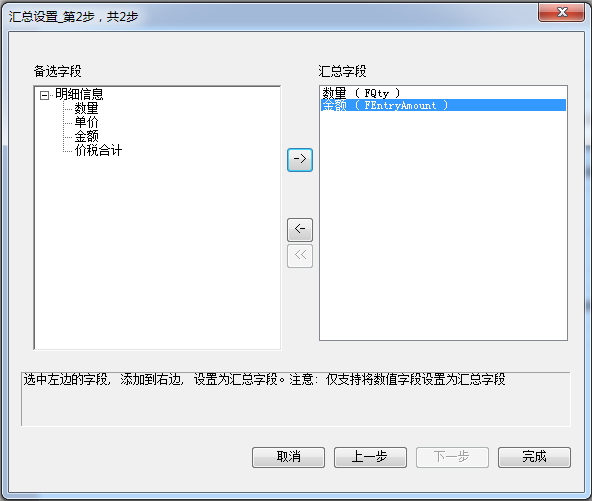 汇总设置_第2步，共2步
备选字段
汇总字段
明细信息
数量
单价
金额
价税合计
数量 ( FQty )
金额 ( FEntryAmount )
->
<-
<<
选中左边的字段, 添加到右边, 设置为汇总字段。注意: 仅支持将数值字段设置为汇总字段
取消
上一步
下一步
完成